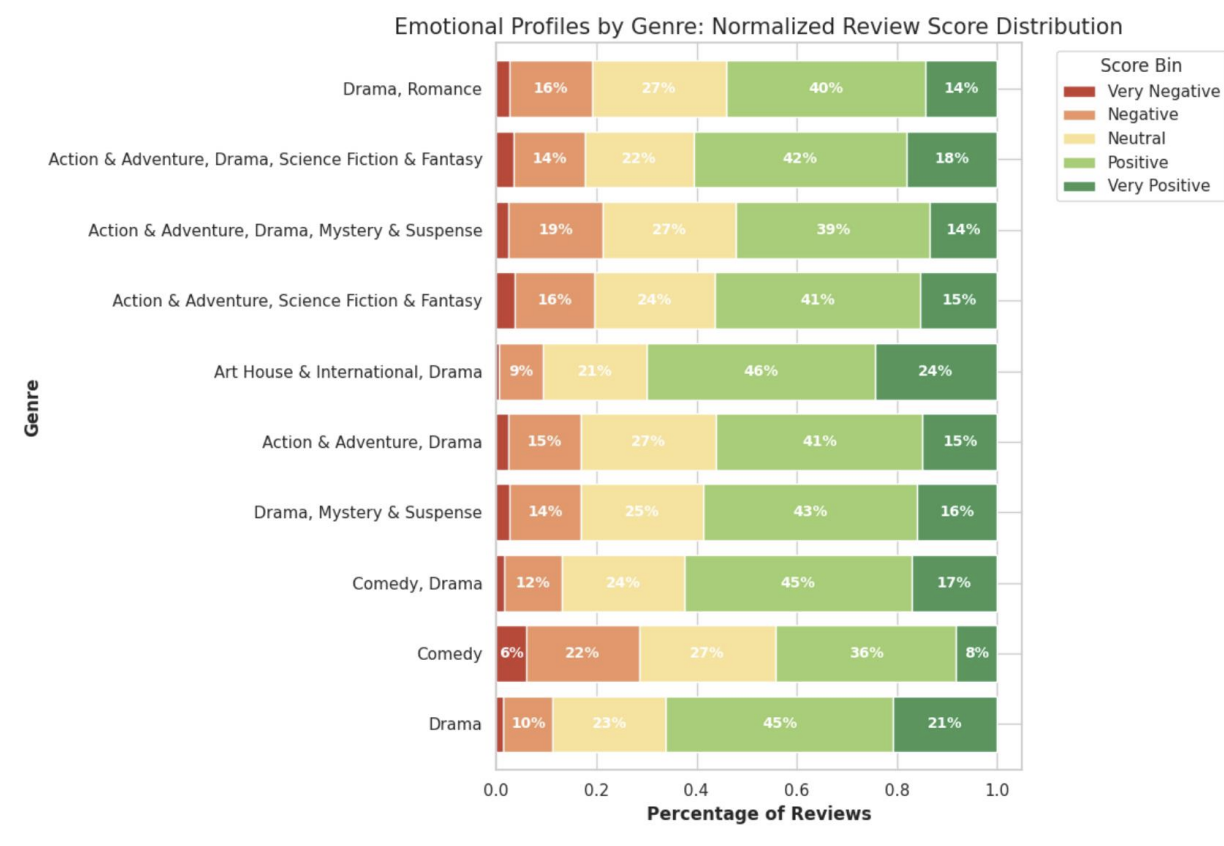 Emotional Profiles by Genre: Normalized Review Score Distribution
Score Bin
Very Negative
Negative
Neutral
Positive
Very Positive
Genre
Drama, Romance 16% 27% 40% 14%
Action & Adventure, Drama, Science Fiction & Fantasy 14% 22% 42% 18%
Action & Adventure, Drama, Mystery & Suspense 19% 27% 39% 14%
Action & Adventure, Science Fiction & Fantasy 16% 24% 41% 15%
Art House & International, Drama 9% 21% 46% 24%
Action & Adventure, Drama 15% 27% 41% 15%
Drama, Mystery & Suspense 14% 25% 43% 16%
Comedy, Drama 12% 24% 45% 17%
Comedy 6% 22% 27% 36% 8%
Drama 10% 23% 45% 21%
0.0 0.2 0.4 0.6 0.8 1.0
Percentage of Reviews